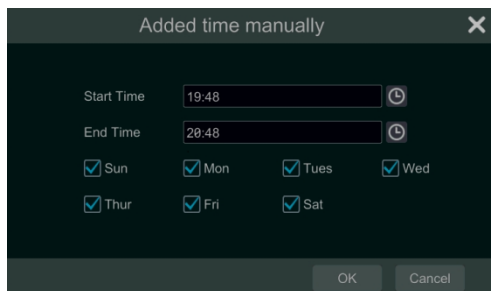 Added time manually
Start Time 19:48
End Time 20:48
Sun Mon Tues Wed
Thur Fri Sat
OK Cancel